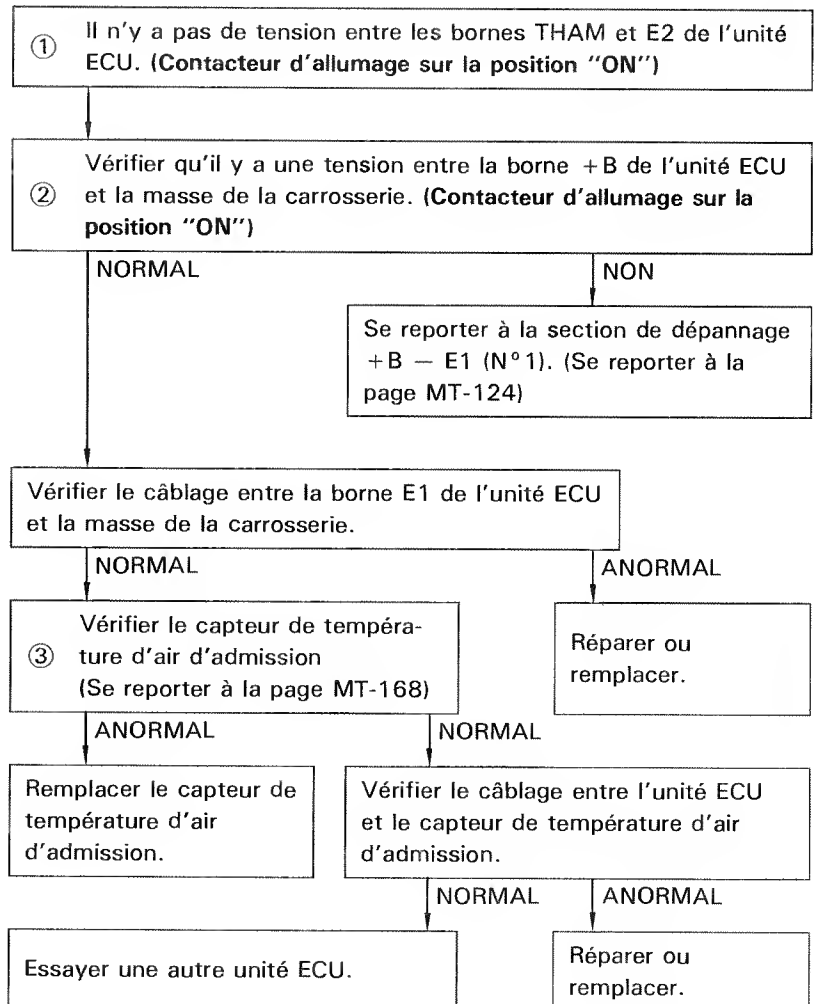 ① Il n'y a pas de tension entre les bornes THAM et E2 de l'unité
ECU. (Contacteur d'allumage sur la position "ON")
② Vérifier qu'il y a une tension entre la borne +B de l'unité ECU
et la masse de la carrosserie. (Contacteur d'allumage sur la
position "ON")
NORMAL
NON
Se reporter à la section de dépannage
+B — E1 (N°1). (Se reporter à la
page MT-124)
Vérifier le câblage entre la borne E1 de l'unité ECU
et la masse de la carrosserie.
NORMAL
ANORMAL
③ Vérifier le capteur de tempéra-
ture d'air d'admission
(Se reporter à la page MT-168)
Réparer ou
remplacer.
ANORMAL
NORMAL
Remplacer le capteur de
température d'air
d'admission.
Vérifier le câblage entre l'unité ECU
et le capteur de température d'air
d'admission.
NORMAL
ANORMAL
Essayer une autre unité ECU.
Réparer ou
remplacer.